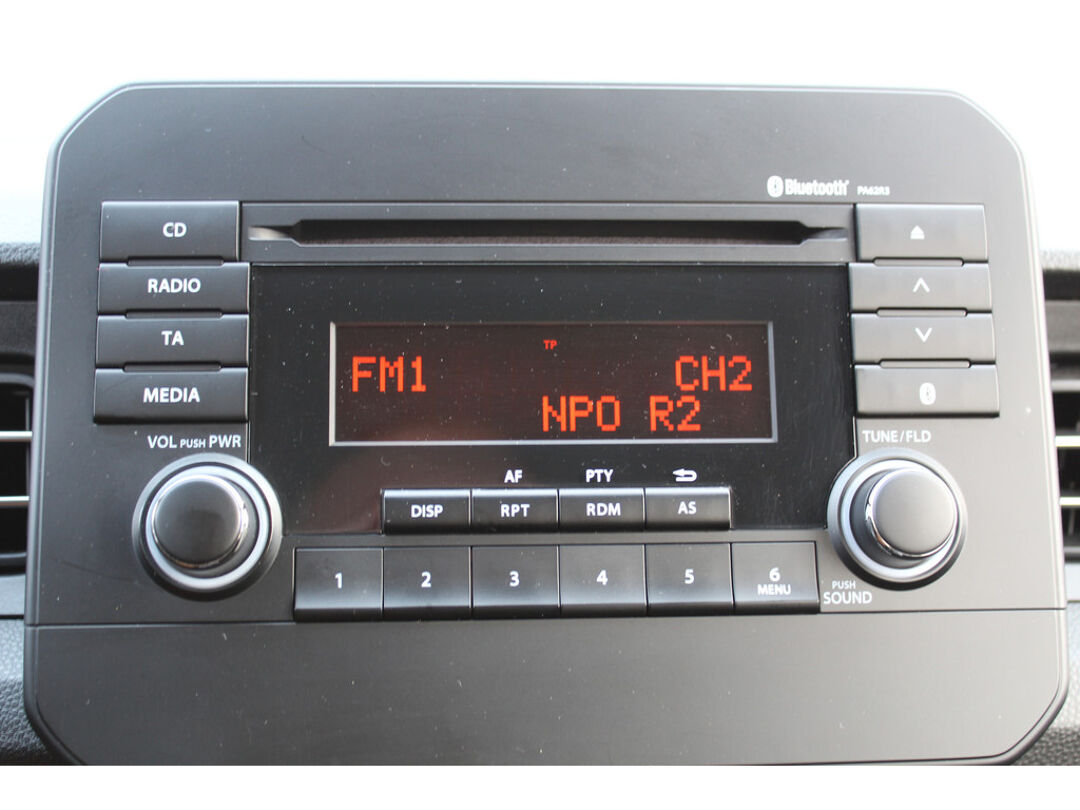 Bluetooth PA62R3
CD
RADIO
TA
MEDIA
TP
FM1 CH2
NPO R2
VOL PUSH PWR
TUNE/FLD
AF PTY
DISP RPT RDM AS
1 2 3 4 5 6
MENU
PUSH
SOUND